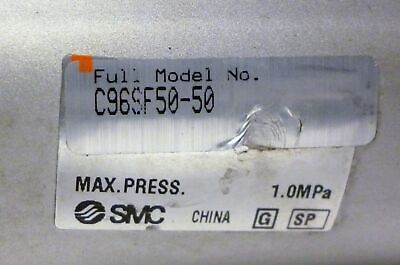 Full Model No.
C96SF50-50
MAX.PRESS. 1.0MPa
SMC CHINA G SP